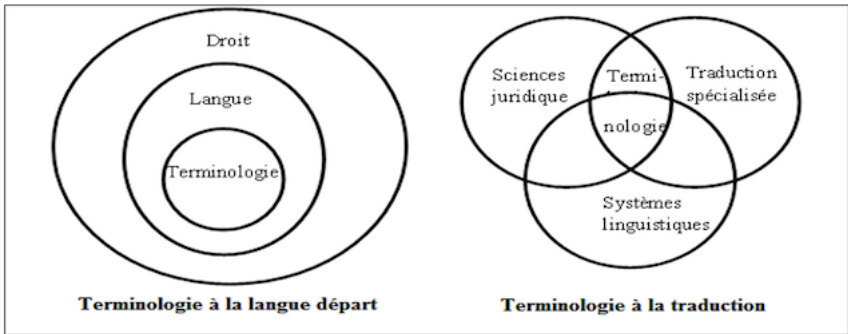 Droit
Langue
Terminologie
Terminologie à la langue départ
Sciences
juridique
Termi-
nologie
Traduction
spécialisée
Systèmes
linguistiques
Terminologie à la traduction